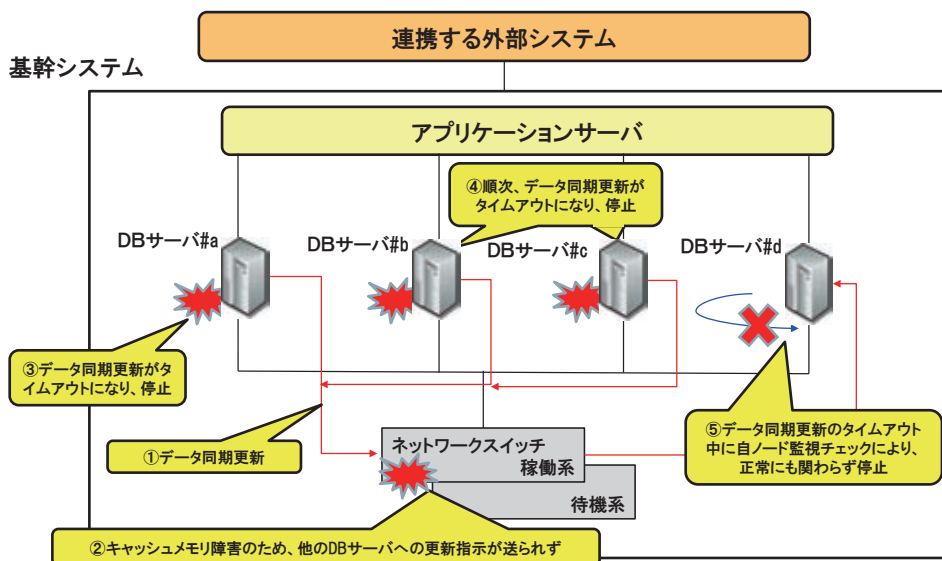 連携する外部システム
基幹システム
アプリケーションサーバ
④順次、データ同期更新が
タイムアウトになり、停止
DBサーバ#a
DBサーバ#b
DBサーバ#c
DBサーバ#d
③データ同期更新がタ
イムアウトになり、停止
①データ同期更新
ネットワークスイッチ
稼働系
待機系
⑤データ同期更新のタイムアウト
中に自ノード監視チェックにより、
正常にも関わらず停止
②キャッシュメモリ障害のため、他のDBサーバへの更新指示が送られず